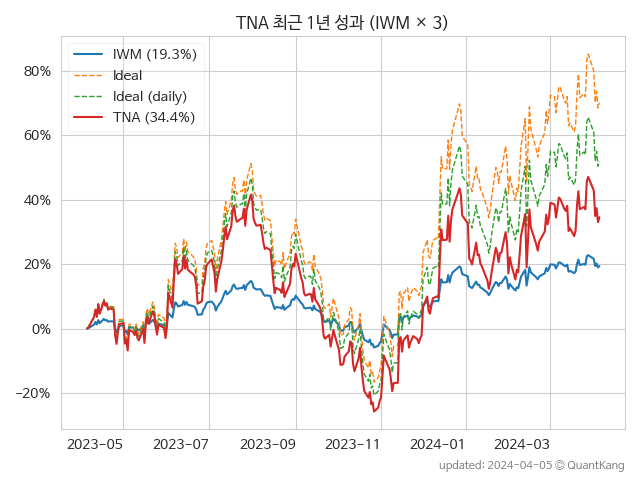 TNA 최근 1년 성과 (IWM × 3)
IWM (19.3%)
Ideal
Ideal (daily)
TNA (34.4%)
80%
60%
40%
20%
0%
−20%
2023-05
2023-07
2023-09
2023-11
2024-01
2024-03
updated: 2024-04-05 © QuantKang